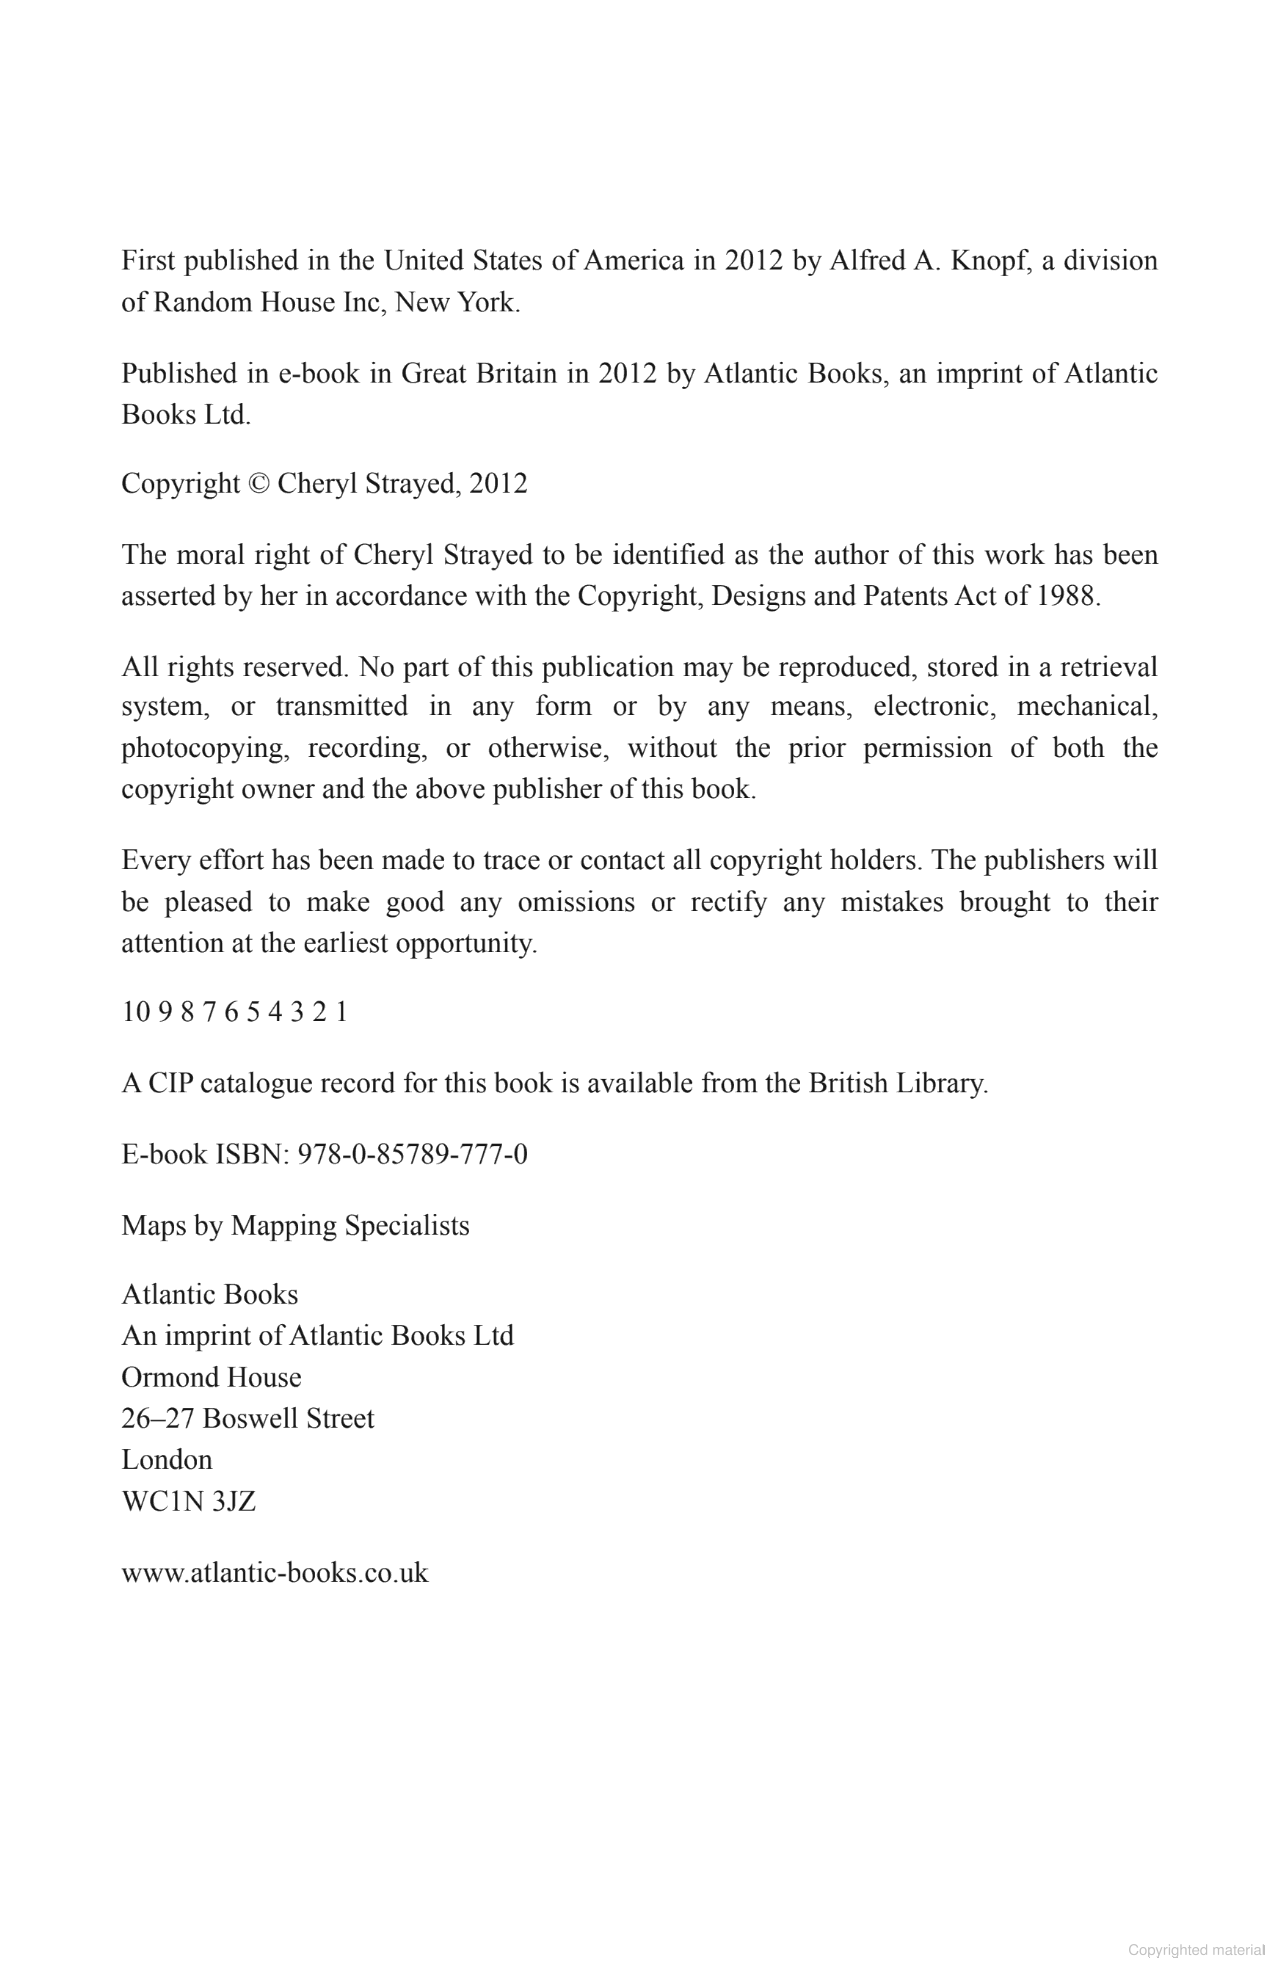 First published in the United States of America in 2012 by Alfred A. Knopf, a division
of Random House Inc, New York.
Published in e-book in Great Britain in 2012 by Atlantic Books, an imprint of Atlantic
Books Ltd.
Copyright © Cheryl Strayed, 2012
The moral right of Cheryl Strayed to be identified as the author of this work has been
asserted by her in accordance with the Copyright, Designs and Patents Act of 1988.
All rights reserved. No part of this publication may be reproduced, stored in a retrieval
system, or transmitted in any form or by any means, electronic, mechanical,
photocopying, recording, or otherwise, without the prior permission of both the
copyright owner and the above publisher of this book.
Every effort has been made to trace or contact all copyright holders. The publishers will
be pleased to make good any omissions or rectify any mistakes brought to their
attention at the earliest opportunity.
10 9 8 7 6 5 4 3 2 1
A CIP catalogue record for this book is available from the British Library.
E-book ISBN: 978-0-85789-777-0
Maps by Mapping Specialists
Atlantic Books
An imprint of Atlantic Books Ltd
Ormond House
26–27 Boswell Street
London
WC1N 3JZ
www.atlantic-books.co.uk
Copyrighted material